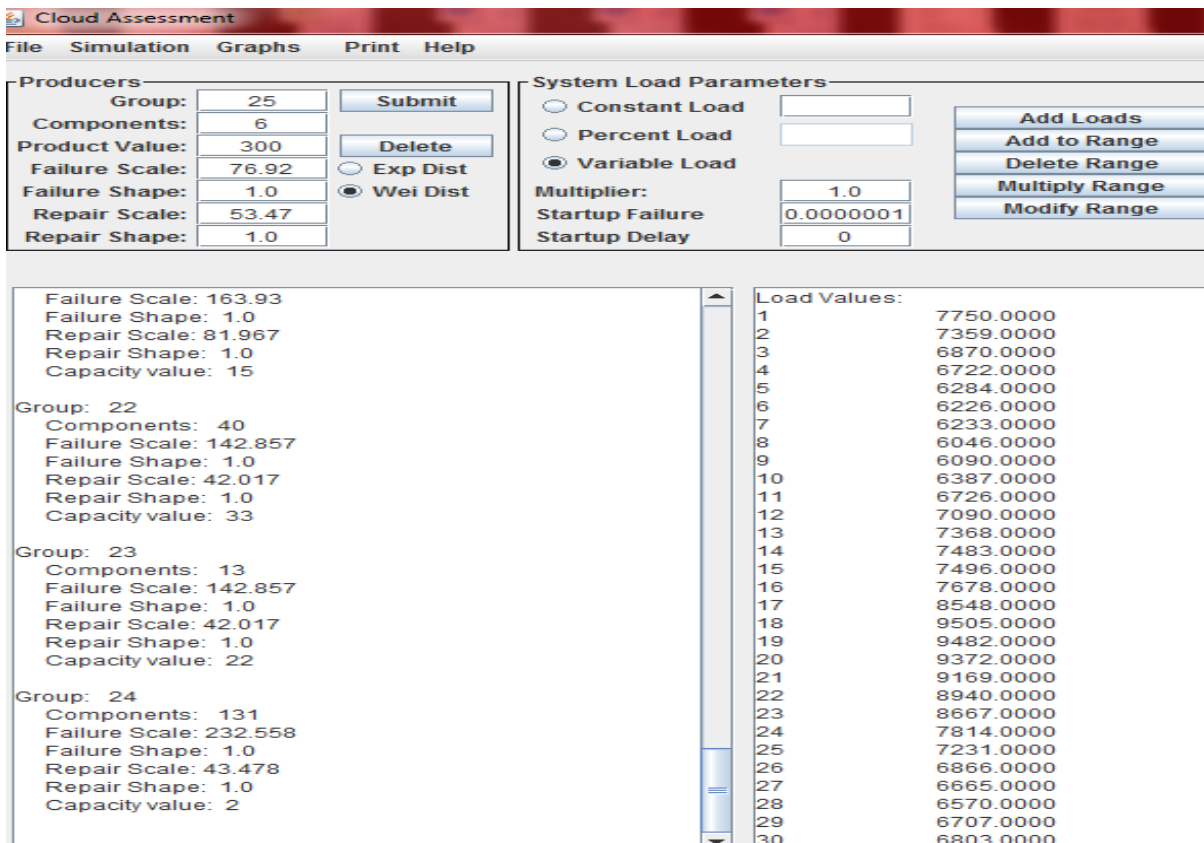 Cloud Assessment
File Simulation Graphs Print Help
Producers
Group: 25 Submit
Components: 6
Product Value: 300 Delete
Failure Scale: 76.92 Exp Dist
Failure Shape: 1.0 Wei Dist
Repair Scale: 53.47
Repair Shape: 1.0
System Load Parameters
Constant Load
Percent Load
Variable Load
Multiplier: 1.0
Startup Failure 0.0000001
Startup Delay 0
Add Loads
Add to Range
Delete Range
Multiply Range
Modify Range
Failure Scale: 163.93
Failure Shape: 1.0
Repair Scale: 81.967
Repair Shape: 1.0
Capacity value: 15
Group: 22
Components: 40
Failure Scale: 142.857
Failure Shape: 1.0
Repair Scale: 42.017
Repair Shape: 1.0
Capacity value: 33
Group: 23
Components: 13
Failure Scale: 142.857
Failure Shape: 1.0
Repair Scale: 42.017
Repair Shape: 1.0
Capacity value: 22
Group: 24
Components: 131
Failure Scale: 232.558
Failure Shape: 1.0
Repair Scale: 43.478
Repair Shape: 1.0
Capacity value: 2
Load Values:
1 7750.0000
2 7359.0000
3 6870.0000
4 6722.0000
5 6284.0000
6 6226.0000
7 6233.0000
8 6046.0000
9 6090.0000
10 6387.0000
11 6726.0000
12 7090.0000
13 7368.0000
14 7483.0000
15 7496.0000
16 7678.0000
17 8548.0000
18 9505.0000
19 9482.0000
20 9372.0000
21 9169.0000
22 8940.0000
23 8667.0000
24 7814.0000
25 7231.0000
26 6866.0000
27 6665.0000
28 6570.0000
29 6707.0000
30 6803.0000